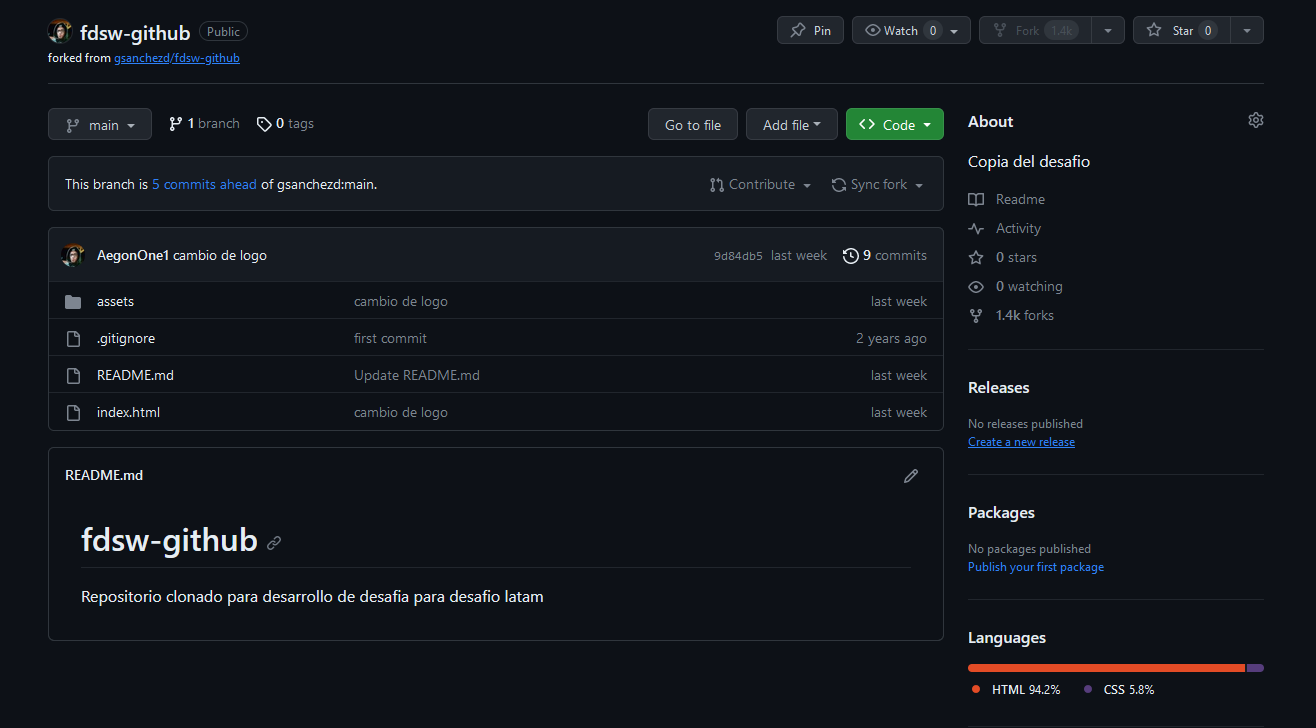 fdsw-github Public Pin Watch 0 Fork 1.4k Star 0
forked from gsanchezd/fdsw-github
main 1 branch 0 tags Go to file Add file Code
This branch is 5 commits ahead of gsanchezd:main. Contribute Sync fork
AegonOne1 cambio de logo 9d84db5 last week 9 commits
assets cambio de logo last week
.gitignore first commit 2 years ago
README.md Update README.md last week
index.html cambio de logo last week
README.md
fdsw-github
Repositorio clonado para desarrollo de desafia para desafio latam
About
Copia del desafio
Readme
Activity
0 stars
0 watching
1.4k forks
Releases
No releases published
Create a new release
Packages
No packages published
Publish your first package
Languages
HTML 94.2% CSS 5.8%